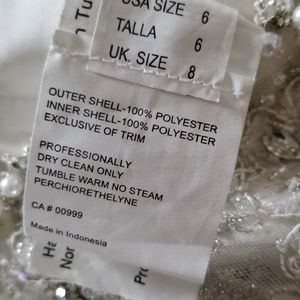 USA SIZE 6
TALLA 6
UK. SIZE 8
OUTER SHELL-100% POLYESTER
INNER SHELL-100% POLYESTER
EXCLUSIVE OF TRIM
PROFESSIONALLY
DRY CLEAN ONLY
TUMBLE WARM NO STEAM
PERCHIORETHELYNE
CA # 00999
Made in Indonesia